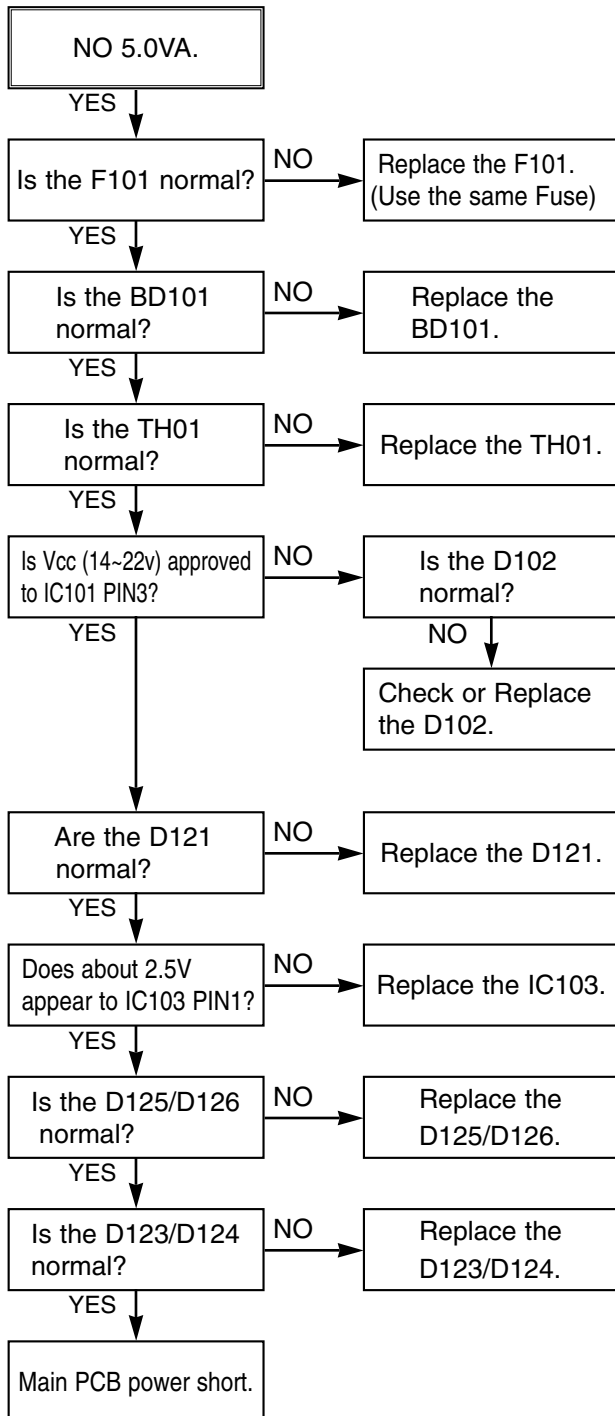 NO 5.0VA.
YES
Is the F101 normal?
NO
Replace the F101.
(Use the same Fuse)
YES
Is the BD101
normal?
NO
Replace the
BD101.
YES
Is the TH01
normal?
NO
Replace the TH01.
YES
Is Vcc (14~22v) approved
to IC101 PIN3?
NO
Is the D102
normal?
NO
Check or Replace
the D102.
YES
Are the D121
normal?
NO
Replace the D121.
YES
Does about 2.5V
appear to IC103 PIN1?
NO
Replace the IC103.
YES
Is the D125/D126
normal?
NO
Replace the
D125/D126.
YES
Is the D123/D124
normal?
NO
Replace the
D123/D124.
YES
Main PCB power short.